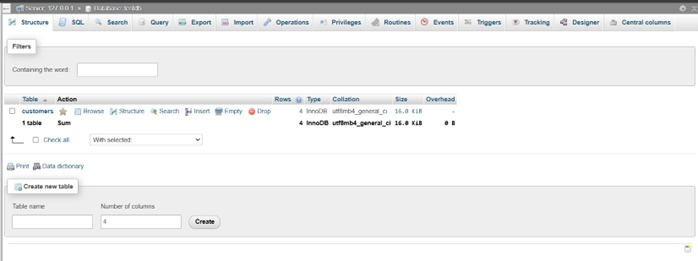 Server: 127.0.0.1 » Database: testdb
Structure SQL Search Query Export Import Operations Privileges Routines Events Triggers Tracking Designer Central columns
Filters
Containing the word:
Table Action Rows Type Collation Size Overhead
customers Browse Structure Search Insert Empty Drop 4 InnoDB utf8mb4_general_ci 16.0 KiB -
1 table Sum 4 InnoDB utf8mb4_general_ci 16.0 KiB 0 B
Check all With selected:
Print Data dictionary
Create new table
Table name Number of columns
4 Create